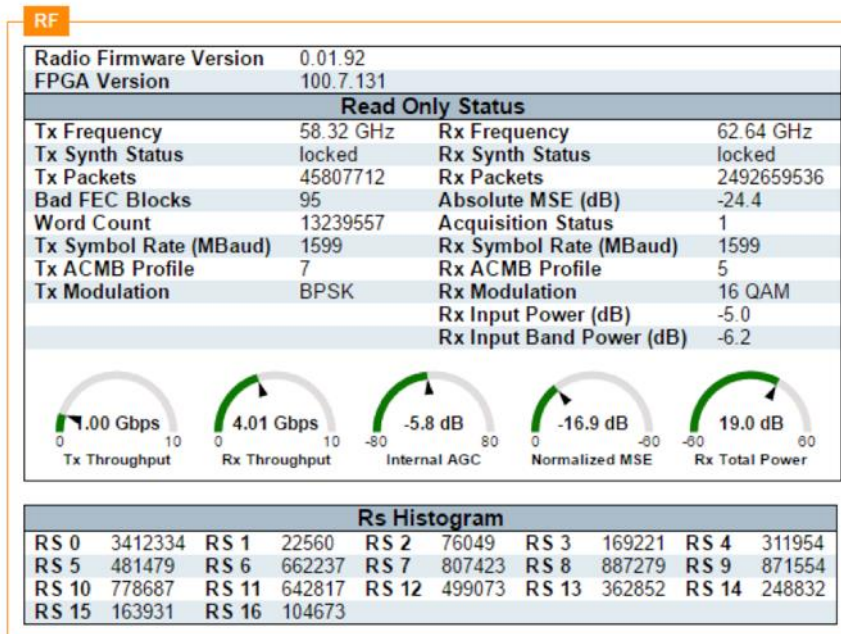 RF
Radio Firmware Version 0.01.92
FPGA Version 100.7.131
Read Only Status
Tx Frequency 58.32 GHz Rx Frequency 62.64 GHz
Tx Synth Status locked Rx Synth Status locked
Tx Packets 45807712 Rx Packets 2492659536
Bad FEC Blocks 95 Absolute MSE (dB) -24.4
Word Count 13239557 Acquisition Status 1
Tx Symbol Rate (MBaud) 1599 Rx Symbol Rate (MBaud) 1599
Tx ACMB Profile 7 Rx ACMB Profile 5
Tx Modulation BPSK Rx Modulation 16 QAM
Rx Input Power (dB) -5.0
Rx Input Band Power (dB) -6.2
1.00 Gbps 4.01 Gbps -5.8 dB -16.9 dB 19.0 dB
0 10 0 10 -80 80 0 -60 -60 60
Tx Throughput Rx Throughput Internal AGC Normalized MSE Rx Total Power
Rs Histogram
RS 0 3412334 RS 1 22560 RS 2 76049 RS 3 169221 RS 4 311954
RS 5 481479 RS 6 662237 RS 7 807423 RS 8 887279 RS 9 871554
RS 10 778687 RS 11 642817 RS 12 499073 RS 13 362852 RS 14 248832
RS 15 163931 RS 16 104673